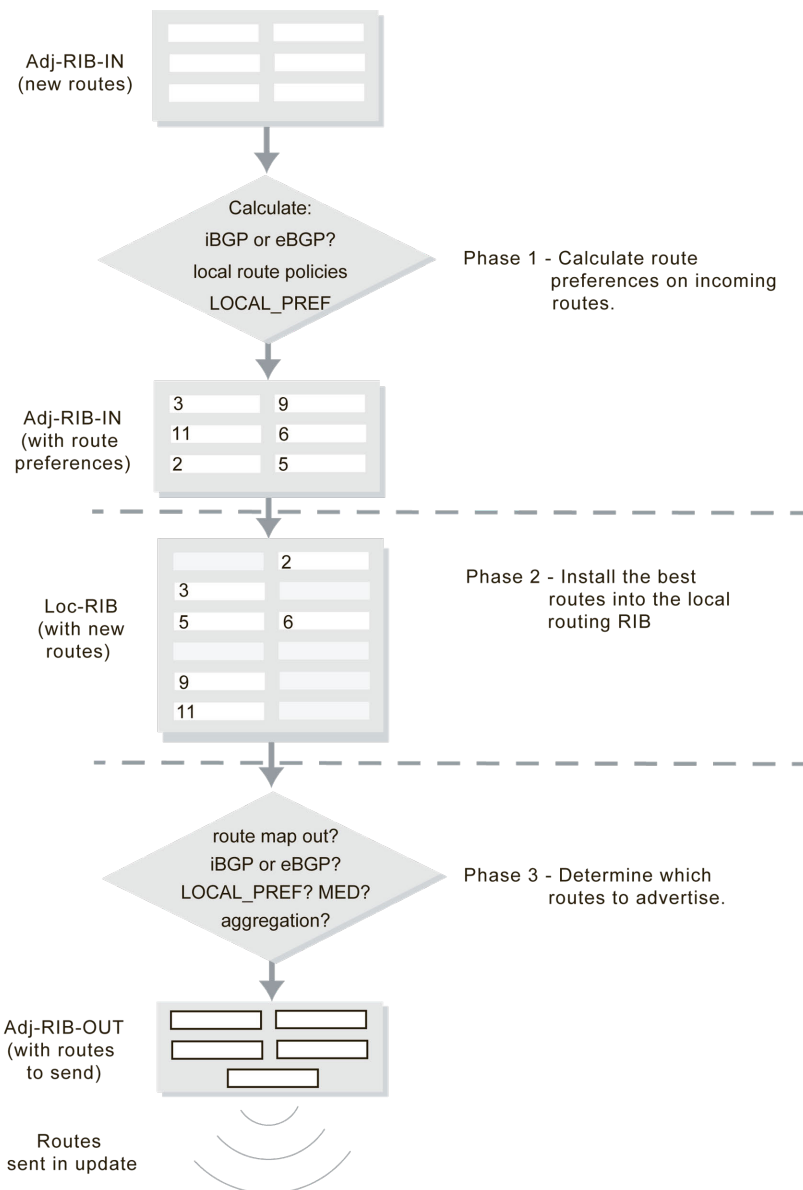 Adj-RIB-IN
(new routes)
Calculate:
iBGP or eBGP?
local route policies
LOCAL_PREF
Phase 1 - Calculate route
preferences on incoming
routes.
Adj-RIB-IN
(with route
preferences)
3 9
11 6
2 5
Loc-RIB
(with new
routes)
2
3
5 6
9
11
Phase 2 - Install the best
routes into the local
routing RIB
route map out?
iBGP or eBGP?
LOCAL_PREF? MED?
aggregation?
Phase 3 - Determine which
routes to advertise.
Adj-RIB-OUT
(with routes
to send)
Routes
sent in update